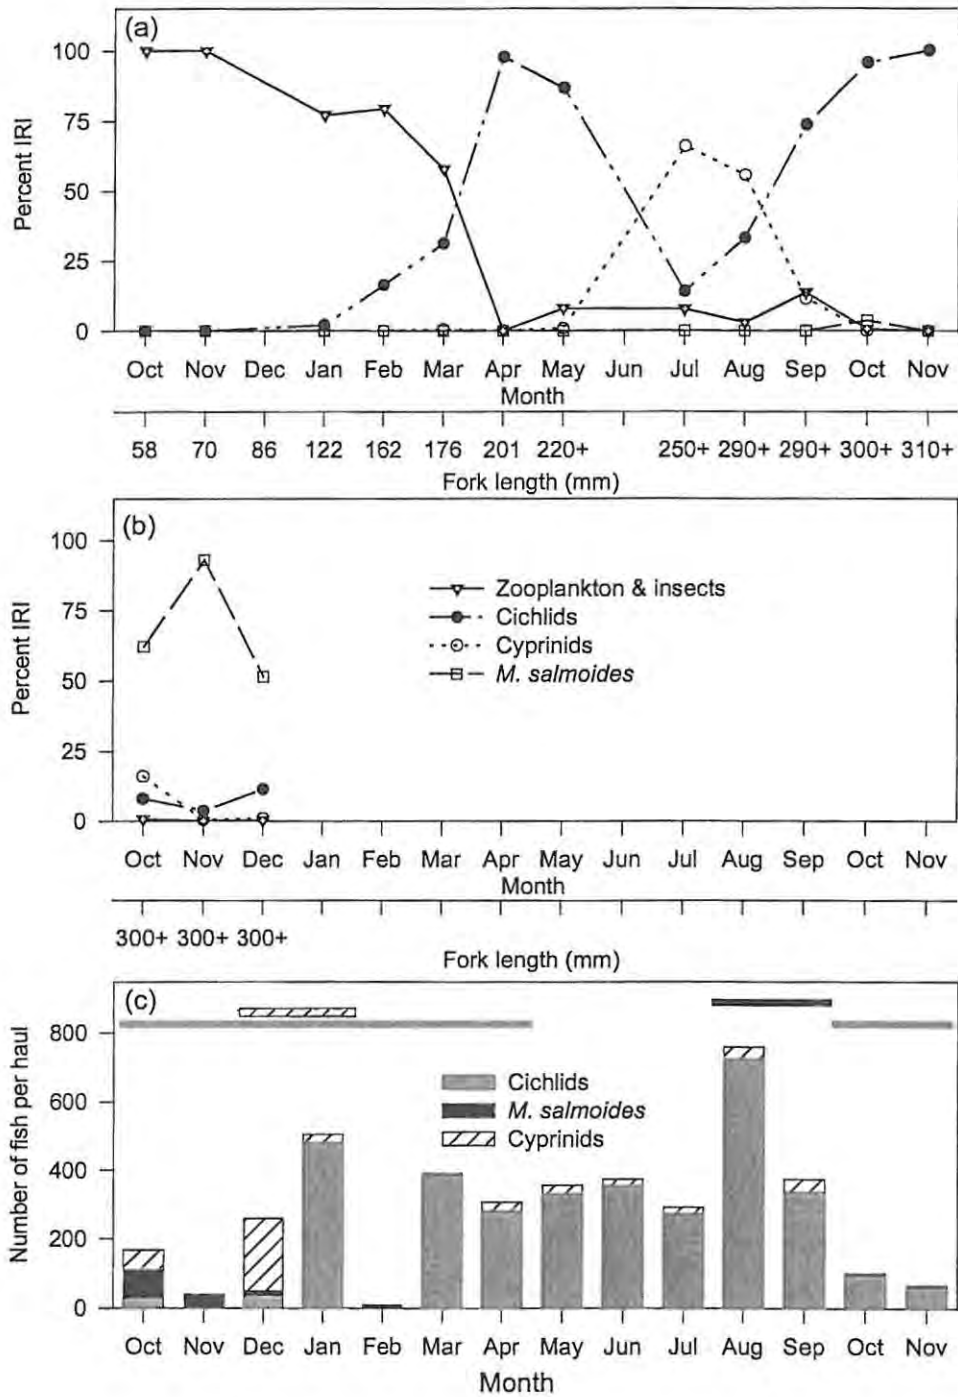 (a)
Percent IRI
100
75
50
25
0
Oct Nov Dec Jan Feb Mar Apr May Jun Jul Aug Sep Oct Nov
Month
58 70 86 122 162 176 201 220+ 250+ 290+ 290+ 300+ 310+
Fork length (mm)
(b)
Percent IRI
100
75
50
25
0
Zooplankton & insects
Cichlids
Cyprinids
M. salmoides
Oct Nov Dec Jan Feb Mar Apr May Jun Jul Aug Sep Oct Nov
Month
300+ 300+ 300+
Fork length (mm)
(c)
Number of fish per haul
800
600
400
200
0
Cichlids
M. salmoides
Cyprinids
Oct Nov Dec Jan Feb Mar Apr May Jun Jul Aug Sep Oct Nov
Month